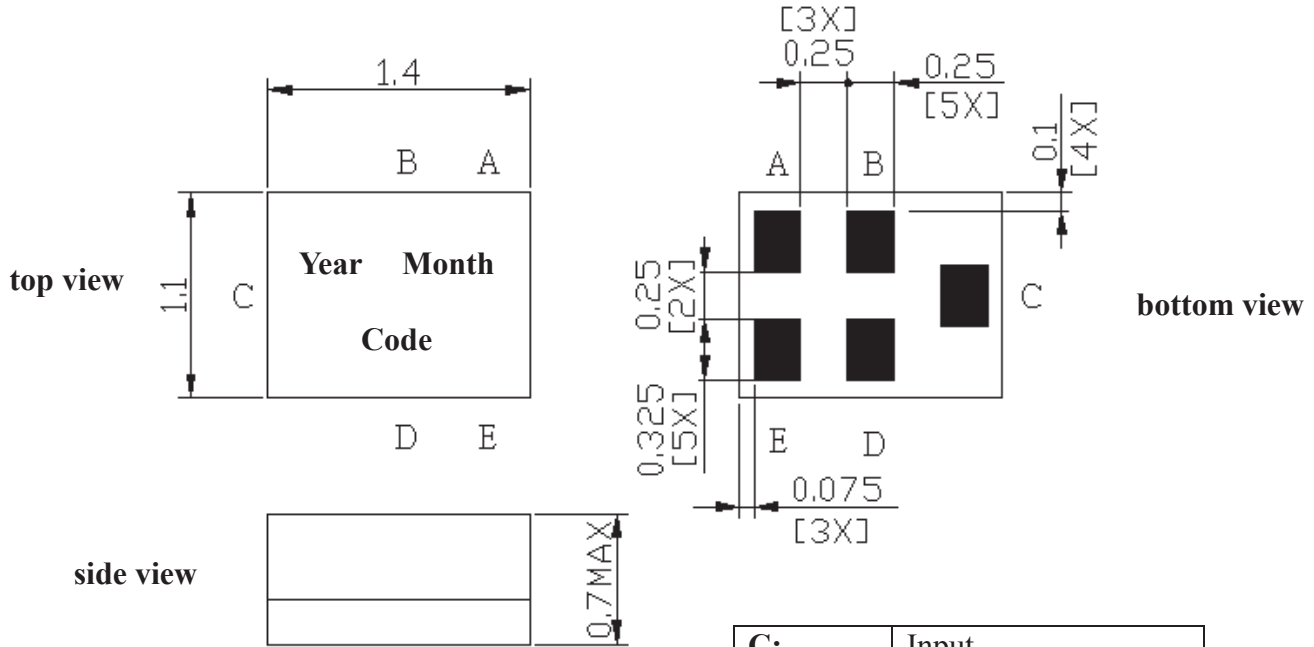 [3X]
0.25
1.4
0.25
[5X]
0.1
[4X]
B A
A B
top view
1.1
C
Year Month
Code
0.25
[2X]
C
bottom view
D E
0.325
[5X]
E D
0.075
[3X]
side view
0.7MAX
C: Input